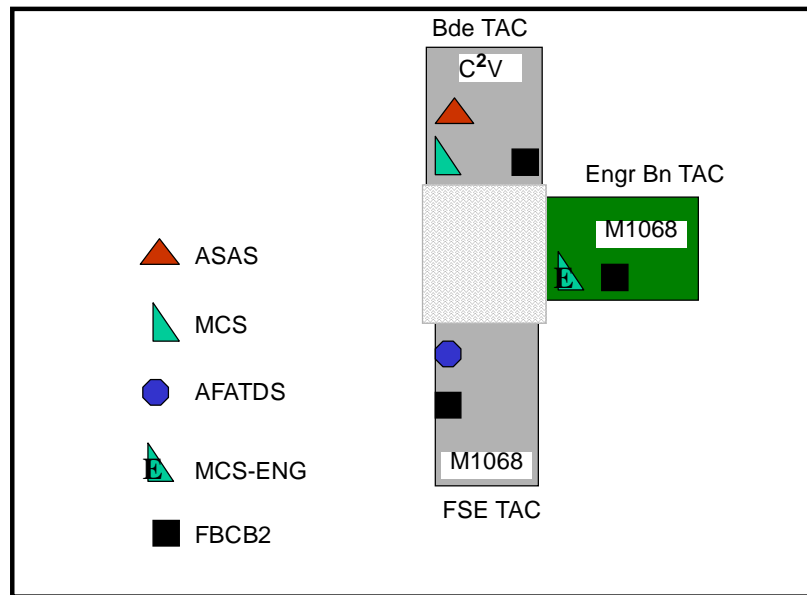 Bde TAC
C²V
Engr Bn TAC
M1068
E
ASAS
MCS
AFATDS
E MCS-ENG
M1068
FBCB2
FSE TAC